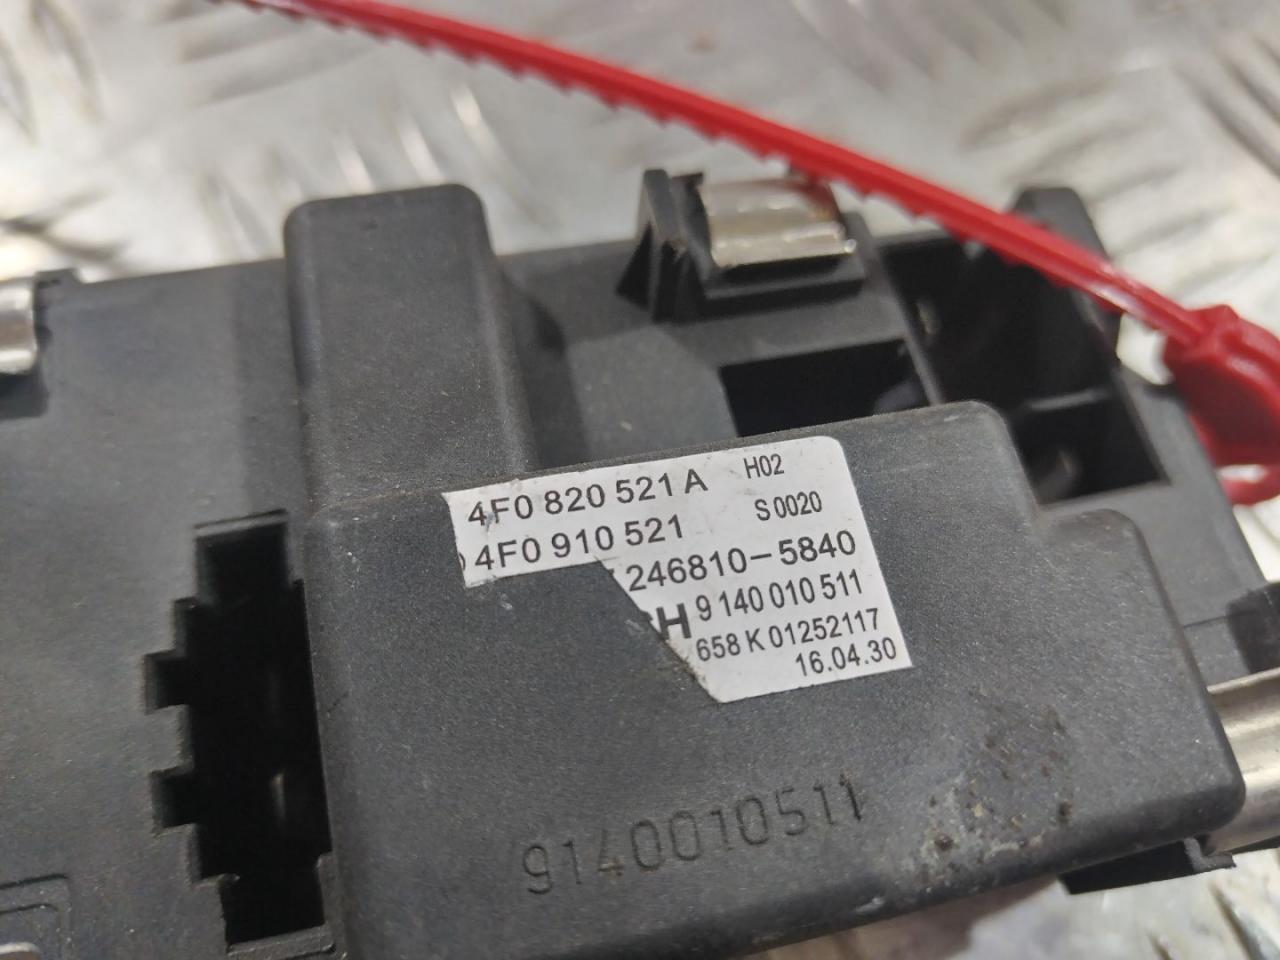 4F0 820 521 A H02
4F0 910 521 S 0020
246810-5840
9 140 010 511
658 K 01252117
16.04.30
9140010511